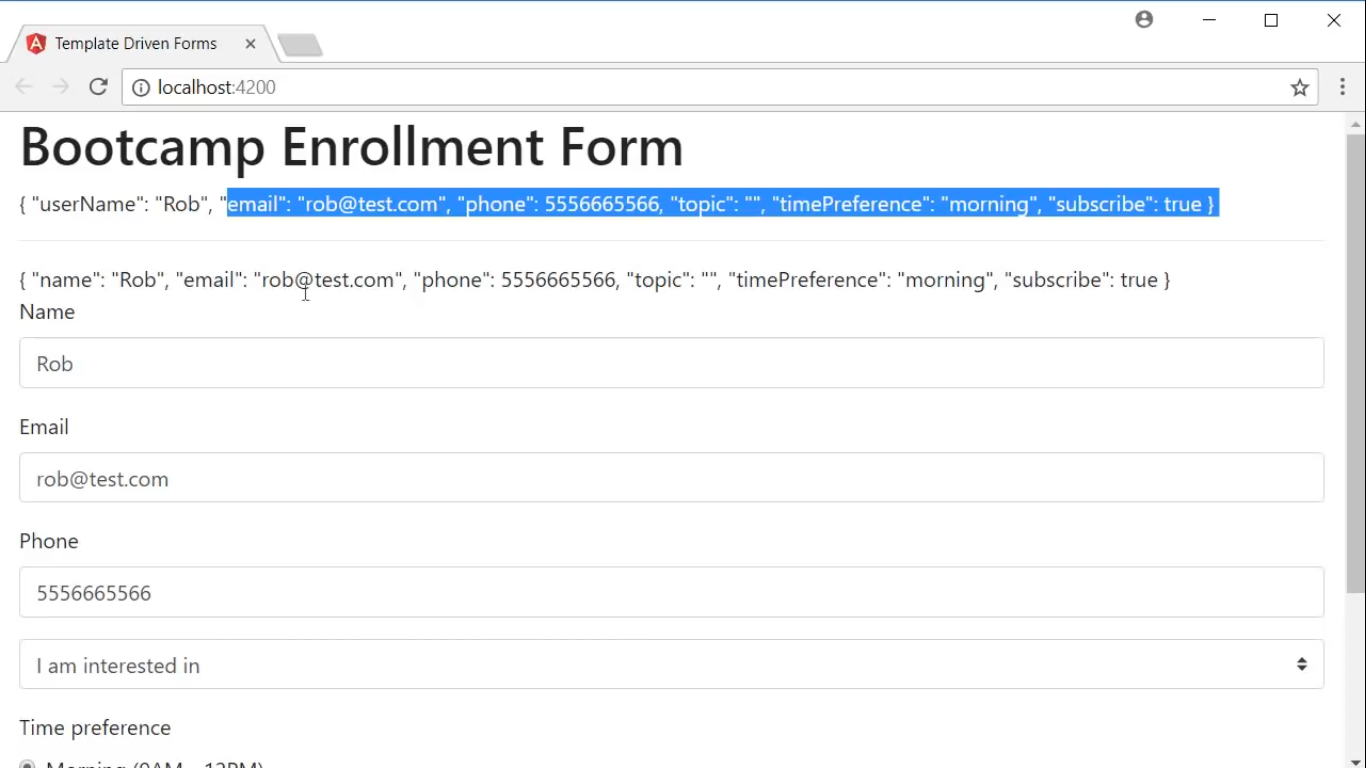 Template Driven Forms
localhost:4200
Bootcamp Enrollment Form
{ "userName": "Rob", "email": "rob@test.com", "phone": 5556665566, "topic": "", "timePreference": "morning", "subscribe": true }
{ "name": "Rob", "email": "rob@test.com", "phone": 5556665566, "topic": "", "timePreference": "morning", "subscribe": true }
Name
Rob
Email
rob@test.com
Phone
5556665566
I am interested in
Time preference
Morning (9AM - 12PM)